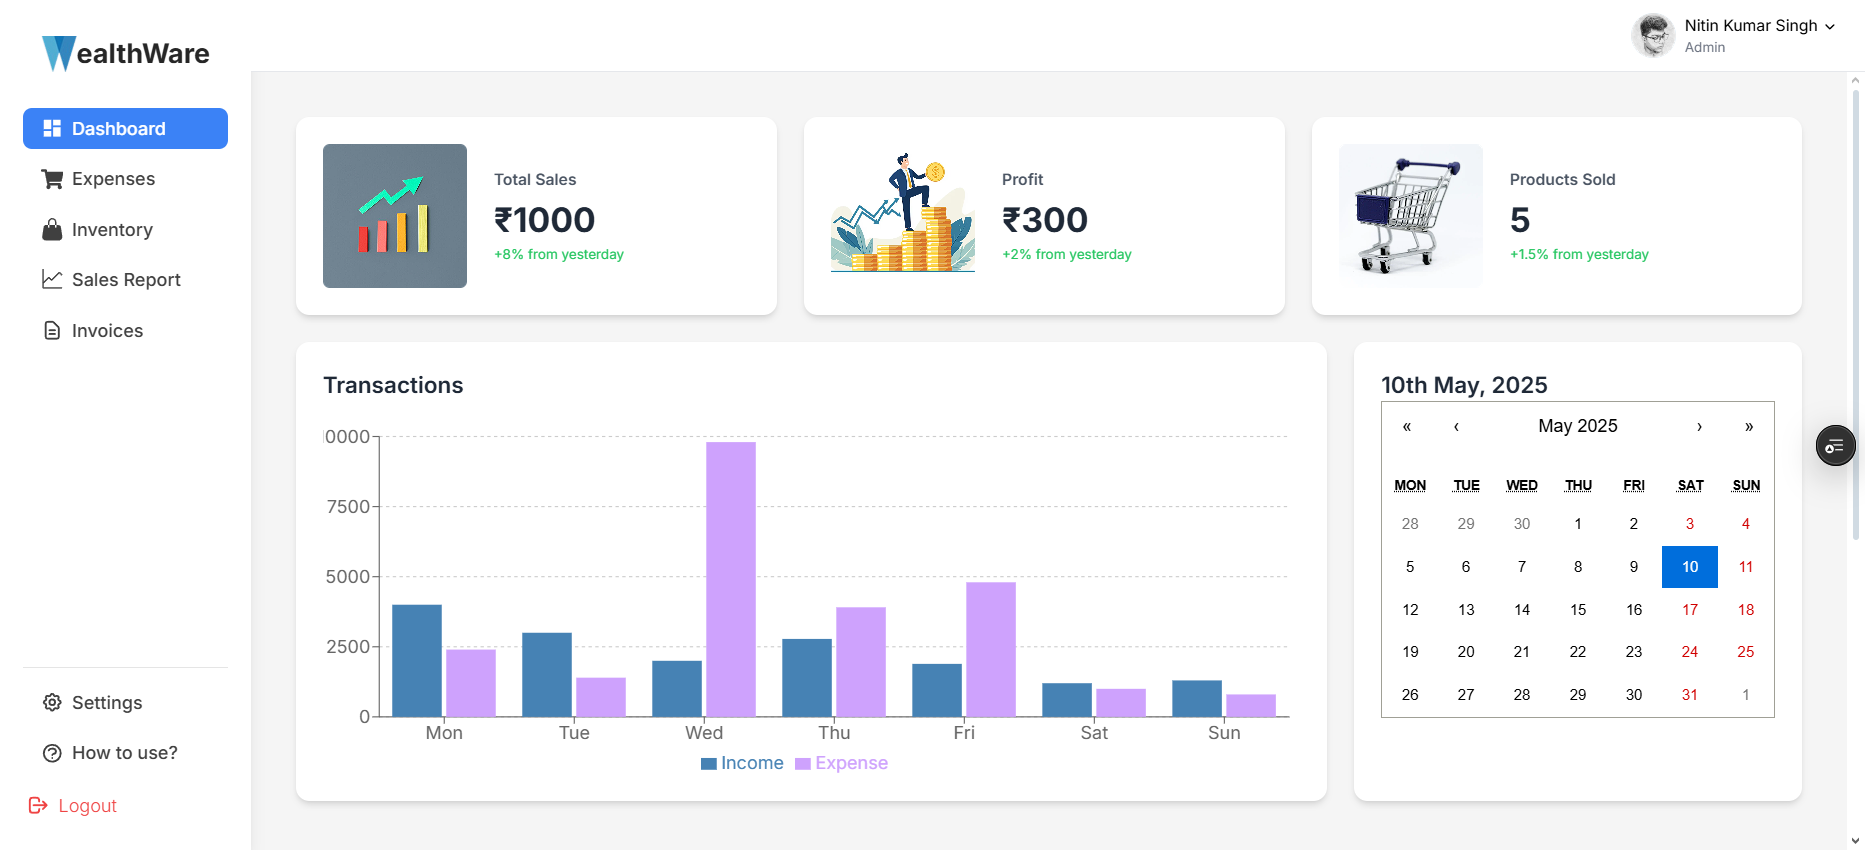 WealthWare
Nitin Kumar Singh
Admin
Dashboard
Expenses
Inventory
Sales Report
Invoices
Settings
How to use?
Logout
Total Sales
₹1000
+8% from yesterday
Profit
₹300
+2% from yesterday
Products Sold
5
+1.5% from yesterday
Transactions
0000
7500
5000
2500
0
Mon Tue Wed Thu Fri Sat Sun
Income Expense
10th May, 2025
« ‹ May 2025 › »
MON TUE WED THU FRI SAT SUN
28 29 30 1 2 3 4
5 6 7 8 9 10 11
12 13 14 15 16 17 18
19 20 21 22 23 24 25
26 27 28 29 30 31 1